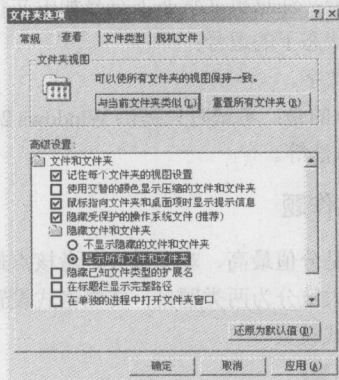 文件夹选项
常规 查看 文件类型 脱机文件
文件夹视图
可以使所有文件夹的视图保持一致。
与当前文件夹类似(L) 重置所有文件夹(R)
高级设置:
文件和文件夹
记住每个文件夹的视图设置
使用交替的颜色显示压缩的文件和文件夹
鼠标指向文件夹和桌面项时显示提示信息
隐藏受保护的操作系统文件(推荐)
隐藏文件和文件夹
不显示隐藏的文件和文件夹
显示所有文件和文件夹
隐藏已知文件类型的扩展名
在标题栏显示完整路径
在单独的进程中打开文件夹窗口
还原为默认值(D)
确定 取消 应用(A)